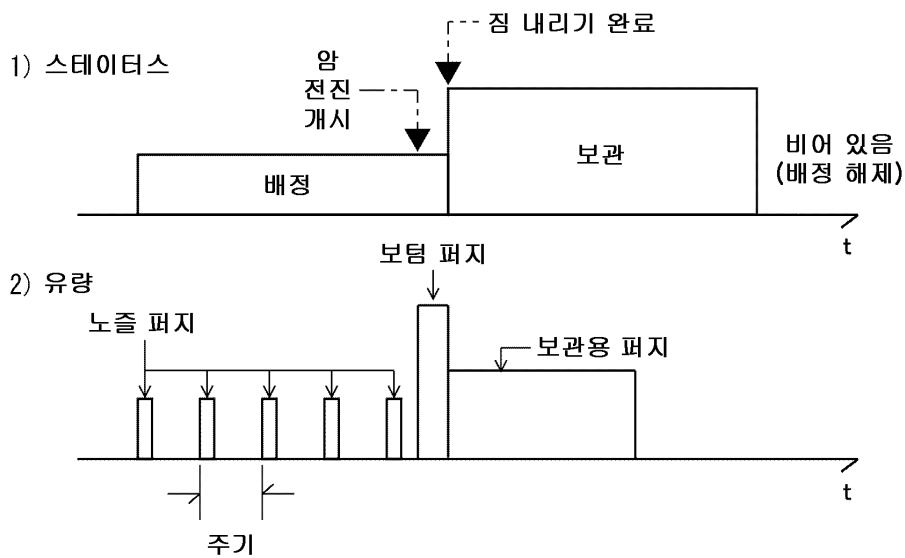 짐 내리기 완료
1) 스테이터스
암
전진
개시
보관
배정
비어 있음
(배정 해제)
t
보텀 퍼지
2) 유량
노즐 퍼지
보관용 퍼지
t
주기